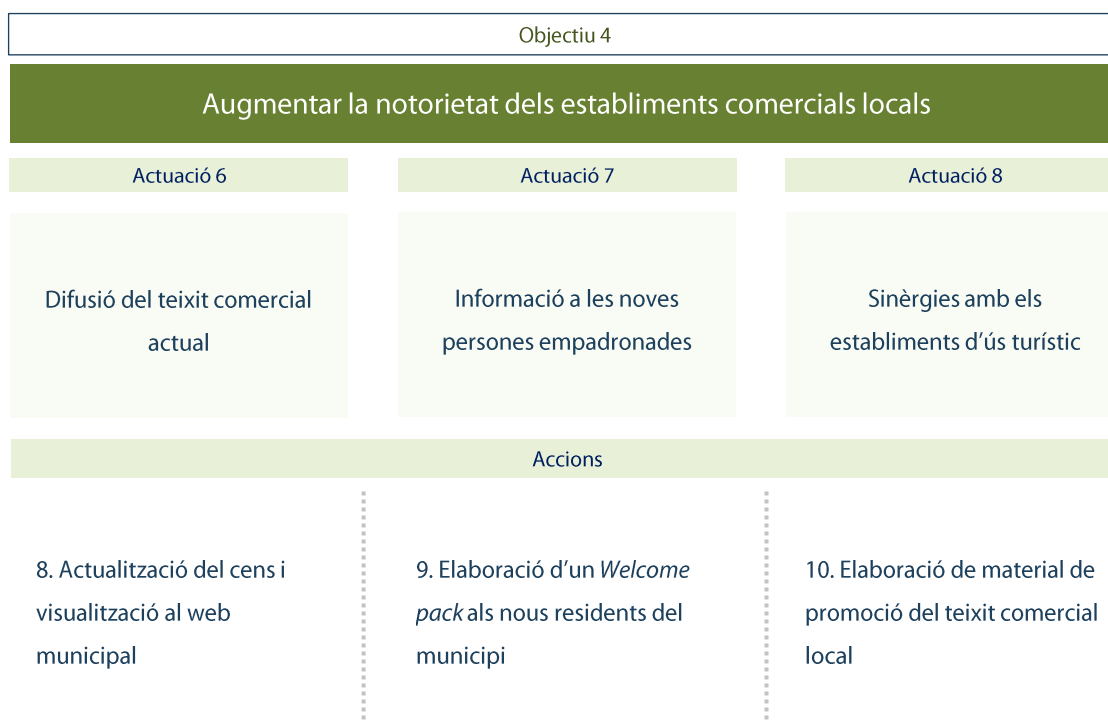 Objectiu 4
Augmentar la notorietat dels establiments comercials locals
Actuació 6
Actuació 7
Actuació 8
Difusió del teixit comercial
actual
Informació a les noves
persones empadronades
Sinèrgies amb els
establiments d'ús turístic
Accions
8. Actualització del cens i
visualització al web
municipal
9. Elaboració d'un Welcome
pack als nous residents del
municipi
10. Elaboració de material de
promoció del teixit comercial
local